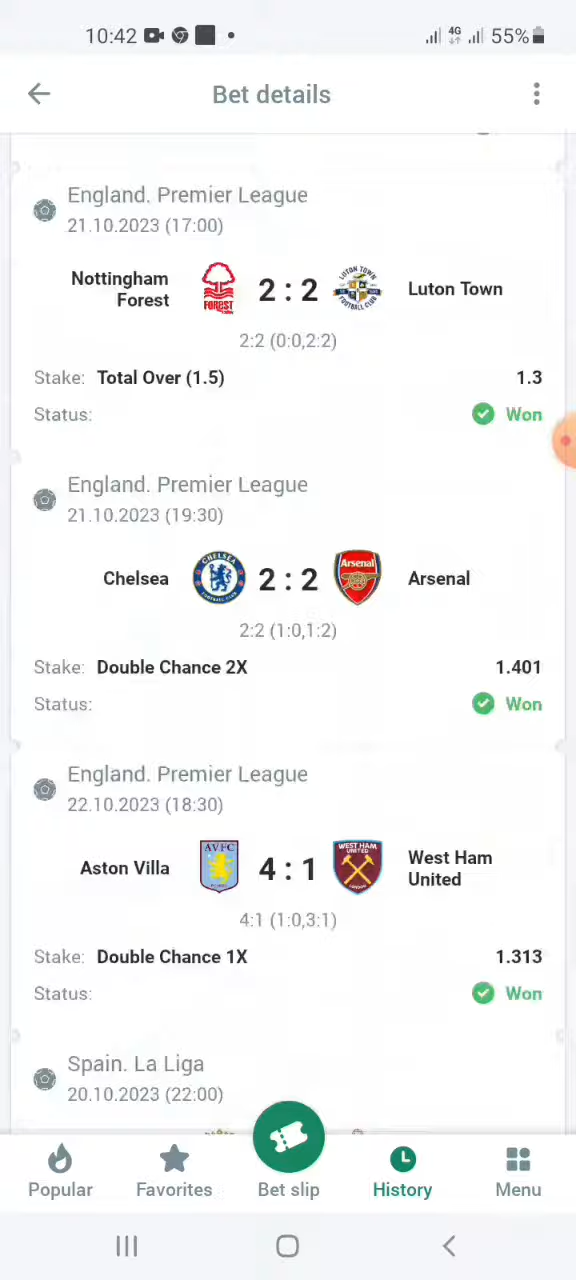 10:42 4G 55%
Bet details
England. Premier League
21.10.2023 (17:00)
Nottingham
Forest 2 : 2 Luton Town
2:2 (0:0,2:2)
Stake: Total Over (1.5) 1.3
Status: Won
England. Premier League
21.10.2023 (19:30)
Chelsea 2 : 2 Arsenal
2:2 (1:0,1:2)
Stake: Double Chance 2X 1.401
Status: Won
England. Premier League
22.10.2023 (18:30)
Aston Villa 4 : 1 West Ham
United
4:1 (1:0,3:1)
Stake: Double Chance 1X 1.313
Status: Won
Spain. La Liga
20.10.2023 (22:00)
Popular Favorites Bet slip History Menu